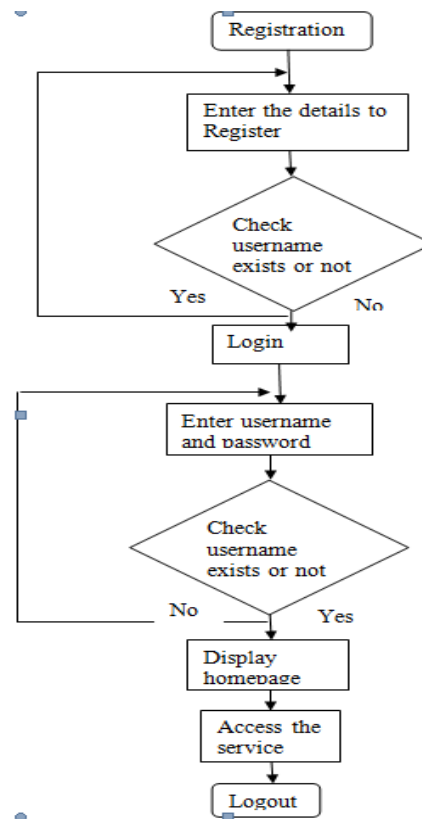 Registration
Enter the details to
Register
Check
username
exists or not
Yes
No
Login
Enter username
and password
Check
username
exists or not
No
Yes
Display
homepage
Access the
service
Logout